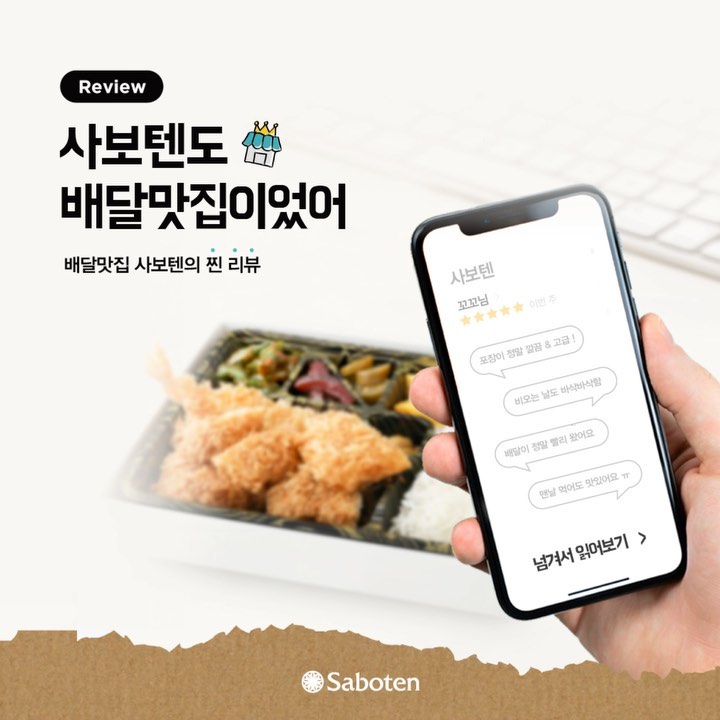 Review
사보텐도
배달맛집이었어
배달맛집 사보텐의 찐 리뷰
사보텐
꼬꼬님 >
★★★★★ 이번 주
포장이 정말 깔끔 & 고급 !
비오는 날도 바삭바삭함
배달이 정말 빨리 왔어요
맨날 먹어도 맛있어요 ㅠ
넘겨서 읽어보기 >
Saboten